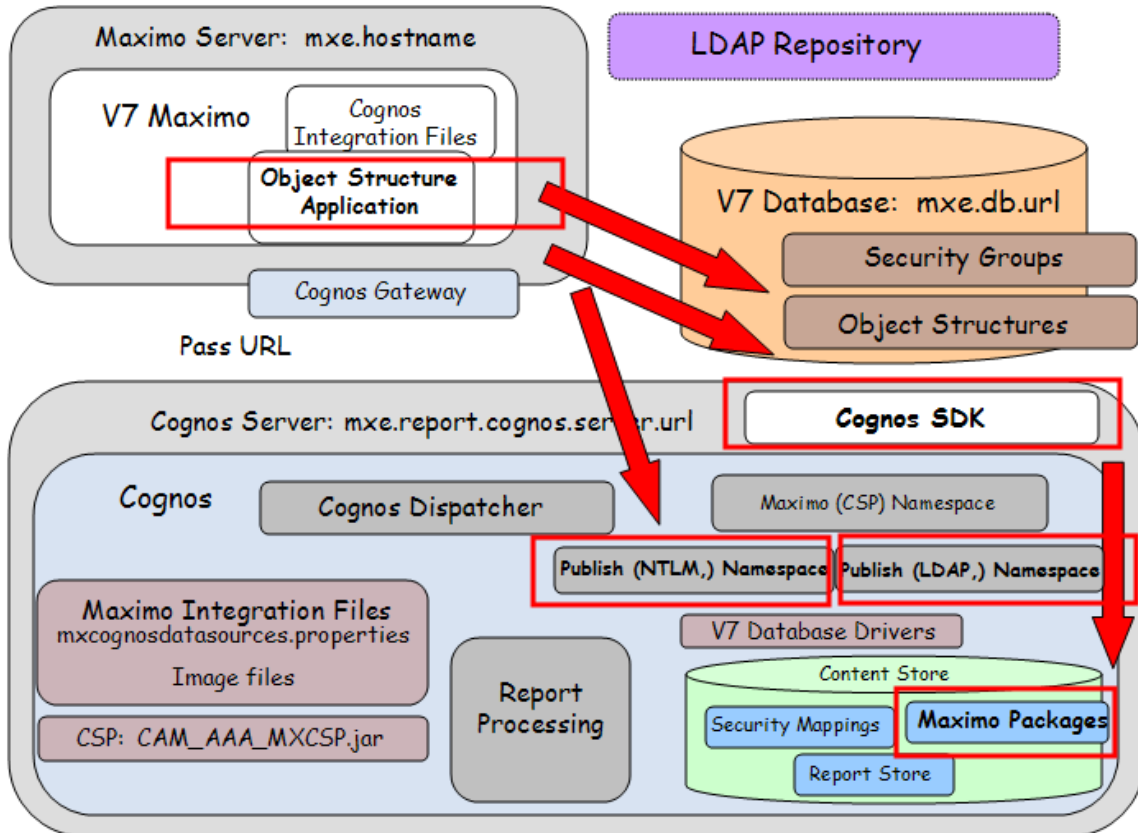 Maximo Server: mxe.hostname
LDAP Repository
V7 Maximo
Cognos
Integration Files
Object Structure
Application
V7 Database: mxe.db.url
Security Groups
Object Structures
Cognos Gateway
Pass URL
Cognos Server: mxe.report.cognos.server.url
Cognos SDK
Cognos
Cognos Dispatcher
Maximo (CSP) Namespace
Publish (NTLM,) Namespace
Publish (LDAP,) Namespace
Maximo Integration Files
mxcognosdatasources.properties
Image files
V7 Database Drivers
Report
Processing
Content Store
Security Mappings
Maximo Packages
Report Store
CSP: CAM_AAA_MXCSP.jar